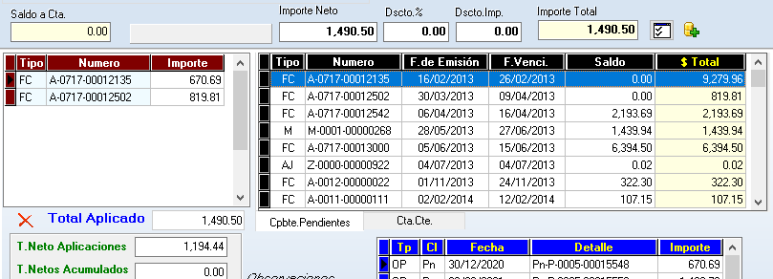 Saldo a Cta. Importe Neto Dscto.% Dscto.Imp. Importe Total
0.00 1,490.50 0.00 0.00 1,490.50
Tipo Numero Importe
FC A-0717-00012135 670.69
FC A-0717-00012502 819.81
Total Aplicado 1,490.50
T.Neto Aplicaciones 1,194.44
T.Netos Acumulados 0.00
Tipo Numero F.de Emisión F.Venci. Saldo $ Total
FC A-0717-00012135 16/02/2013 26/02/2013 0.00 9,279.96
FC A-0717-00012502 30/03/2013 09/04/2013 0.00 819.81
FC A-0717-00012542 06/04/2013 16/04/2013 2,193.69 2,193.69
M M-0001-00000268 28/05/2013 27/06/2013 1,439.94 1,439.94
FC A-0717-00013000 05/06/2013 15/06/2013 6,394.50 6,394.50
AJ Z-0000-00000922 04/07/2013 04/07/2013 0.02 0.02
FC A-0012-00000022 01/11/2013 24/11/2013 322.30 322.30
FC A-0011-00000111 02/02/2014 12/02/2014 107.15 107.15
Cpbte.Pendientes Cta.Cte.
Observaciones
Tp Cl Fecha Detalle Importe
OP Pn 30/12/2020 Pn-P-0005-00015548 670.69